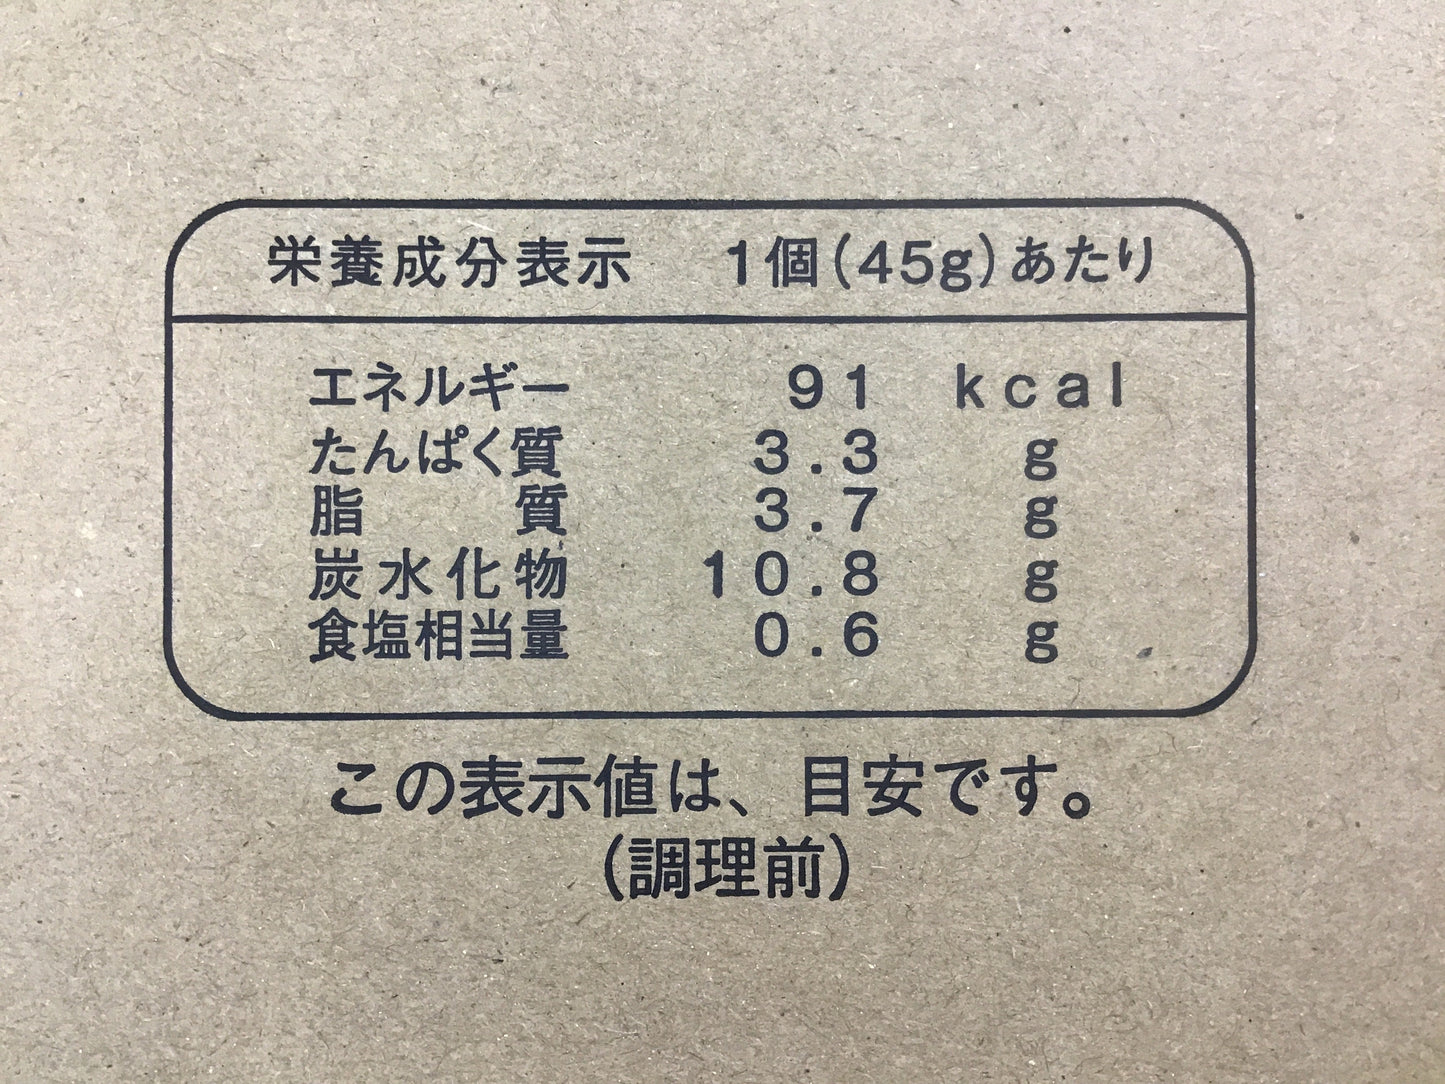 栄養成分表示 1個(45g)あたり
エネルギー 91 kcal
たんぱく質 3.3 g
脂質 3.7 g
炭水化物 10.8 g
食塩相当量 0.6 g
この表示値は、目安です。
(調理前)